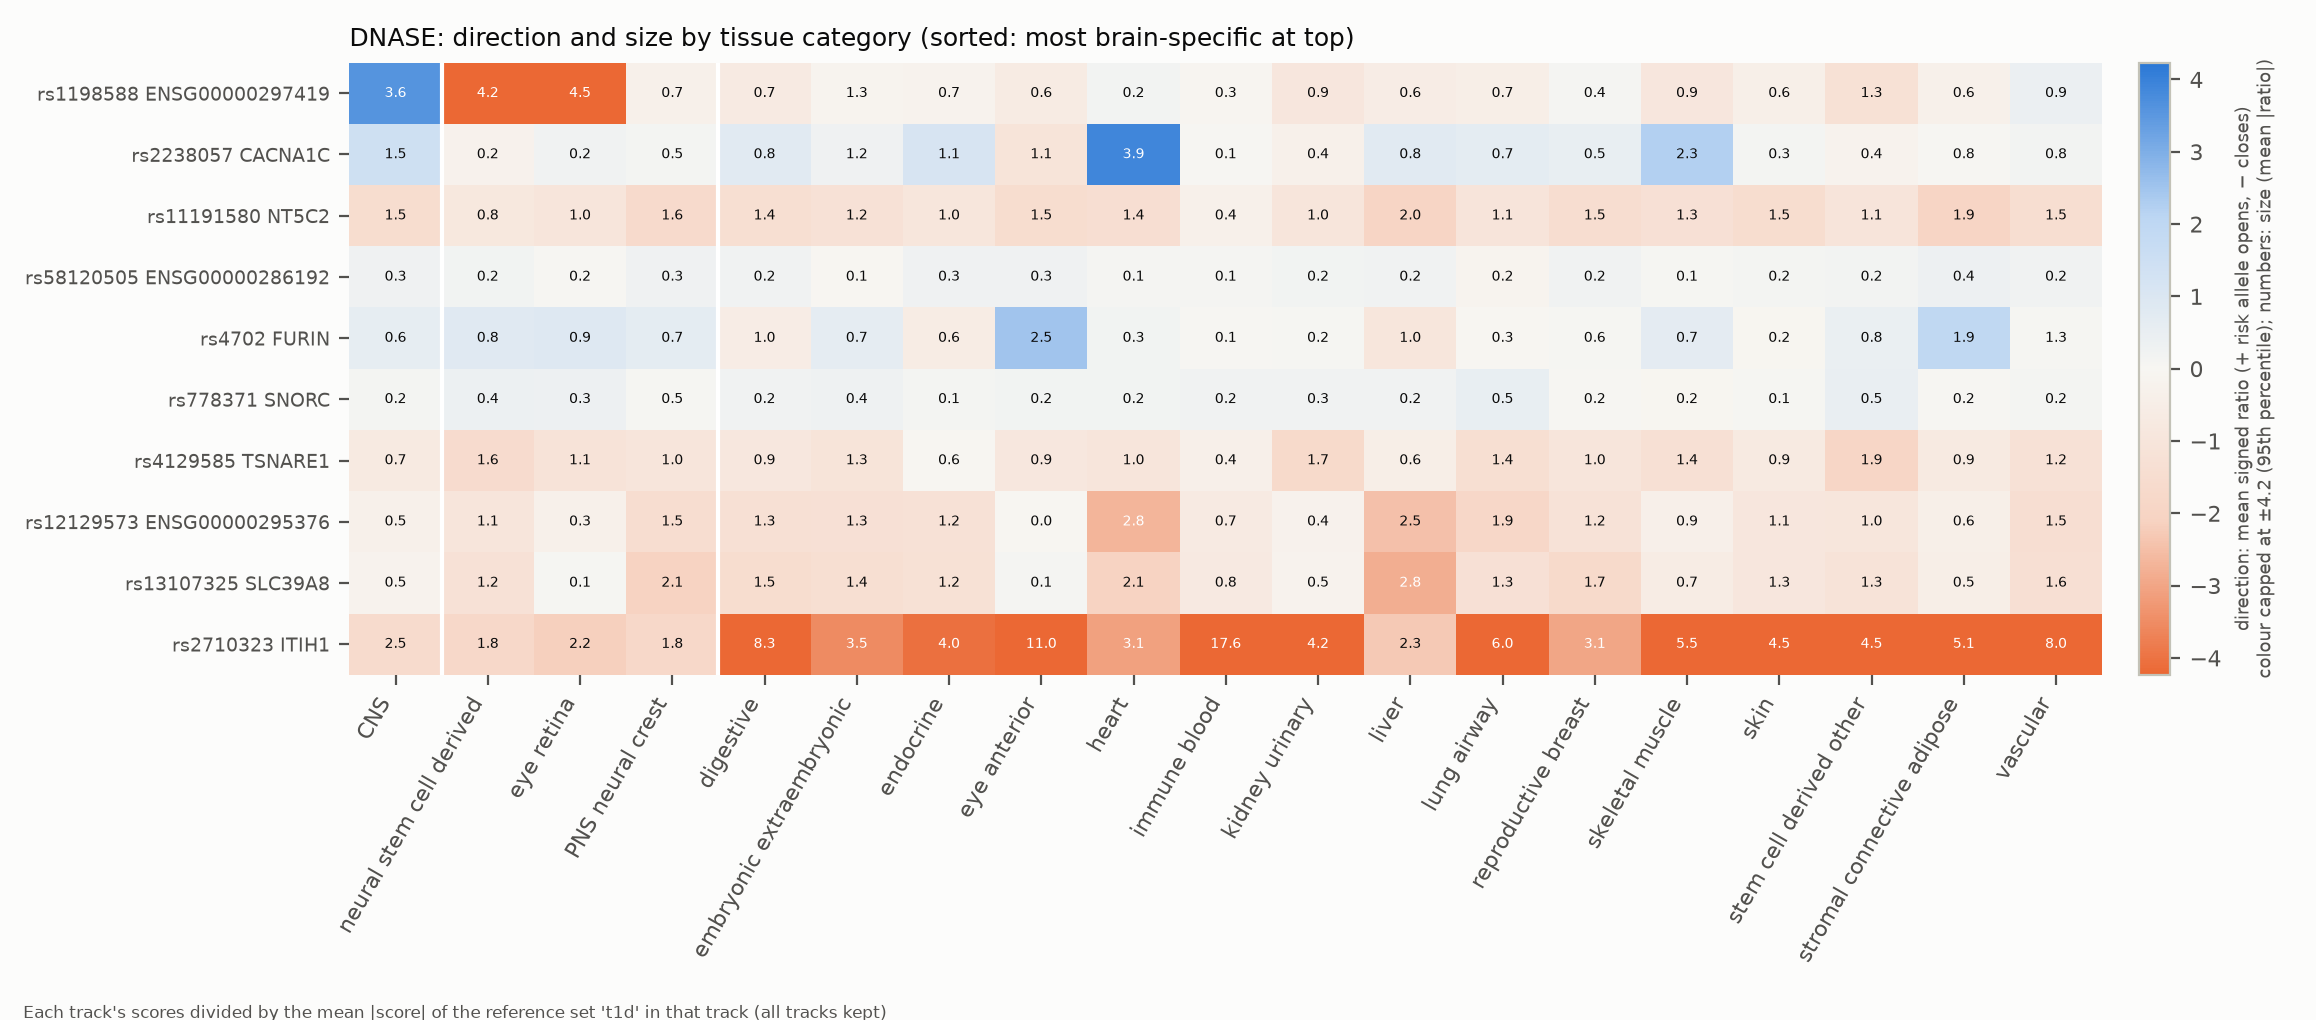 DNASE: direction and size by tissue category (sorted: most brain-specific at top)
rs1198588 ENSG00000297419 3.6 4.2 4.5 0.7 0.7 1.3 0.7 0.6 0.2 0.3 0.9 0.6 0.7 0.4 0.9 0.6 1.3 0.6 0.9
rs2238057 CACNA1C 1.5 0.2 0.2 0.5 0.8 1.2 1.1 1.1 3.9 0.1 0.4 0.8 0.7 0.5 2.3 0.3 0.4 0.8 0.8
rs11191580 NT5C2 1.5 0.8 1.0 1.6 1.4 1.2 1.0 1.5 1.4 0.4 1.0 2.0 1.1 1.5 1.3 1.5 1.1 1.9 1.5
rs58120505 ENSG00000286192 0.3 0.2 0.2 0.3 0.2 0.1 0.3 0.3 0.1 0.1 0.2 0.2 0.2 0.2 0.1 0.2 0.2 0.4 0.2
rs4702 FURIN 0.6 0.8 0.9 0.7 1.0 0.7 0.6 2.5 0.3 0.1 0.2 1.0 0.3 0.6 0.7 0.2 0.8 1.9 1.3
rs778371 SNORC 0.2 0.4 0.3 0.5 0.2 0.4 0.1 0.2 0.2 0.2 0.3 0.2 0.5 0.2 0.2 0.1 0.5 0.2 0.2
rs4129585 TSNARE1 0.7 1.6 1.1 1.0 0.9 1.3 0.6 0.9 1.0 0.4 1.7 0.6 1.4 1.0 1.4 0.9 1.9 0.9 1.2
rs12129573 ENSG00000295376 0.5 1.1 0.3 1.5 1.3 1.3 1.2 0.0 2.8 0.7 0.4 2.5 1.9 1.2 0.9 1.1 1.0 0.6 1.5
rs13107325 SLC39A8 0.5 1.2 0.1 2.1 1.5 1.4 1.2 0.1 2.1 0.8 0.5 2.8 1.3 1.7 0.7 1.3 1.3 0.5 1.6
rs2710323 ITIH1 2.5 1.8 2.2 1.8 8.3 3.5 4.0 11.0 3.1 17.6 4.2 2.3 6.0 3.1 5.5 4.5 4.5 5.1 8.0
CNS
neural stem cell derived
eye retina
PNS neural crest
digestive
embryonic extraembryonic
endocrine
eye anterior
heart
immune blood
kidney urinary
liver
lung airway
reproductive breast
skeletal muscle
skin
stem cell derived other
stromal connective adipose
vascular
4
3
2
1
0
−1
−2
−3
−4
direction: mean signed ratio (+ risk allele opens, − closes)
colour capped at ±4.2 (95th percentile); numbers: size (mean |ratio|)
Each track's scores divided by the mean |score| of the reference set 't1d' in that track (all tracks kept)